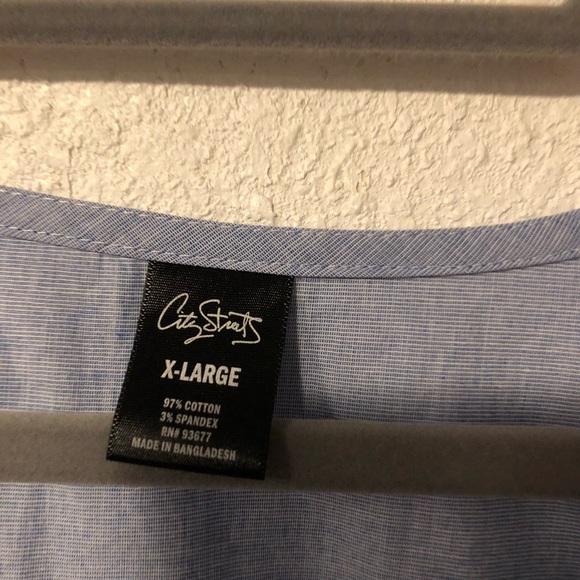 City Streets
X-LARGE
97% COTTON
3% SPANDEX
RN# 93677
MADE IN BANGLADESH